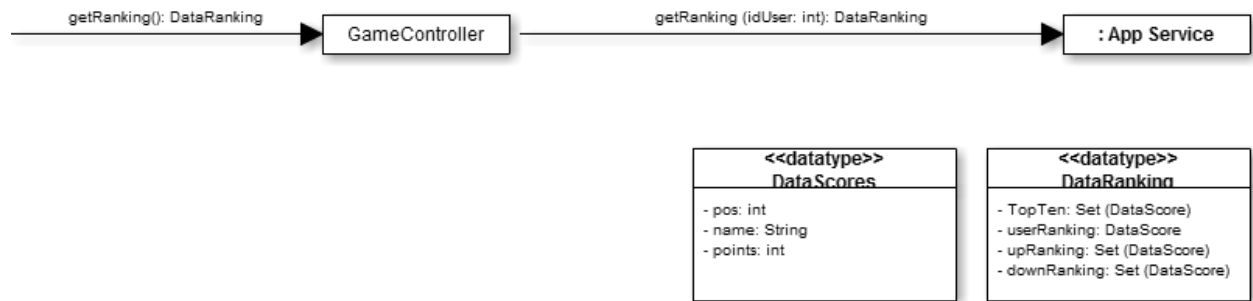 getRanking(): DataRanking
getRanking (idUser: int): DataRanking
GameController
: App Service
<<datatype>>
DataScores
- pos: int
- name: String
- points: int
<<datatype>>
DataRanking
- TopTen: Set (DataScore)
- userRanking: DataScore
- upRanking: Set (DataScore)
- downRanking: Set (DataScore)